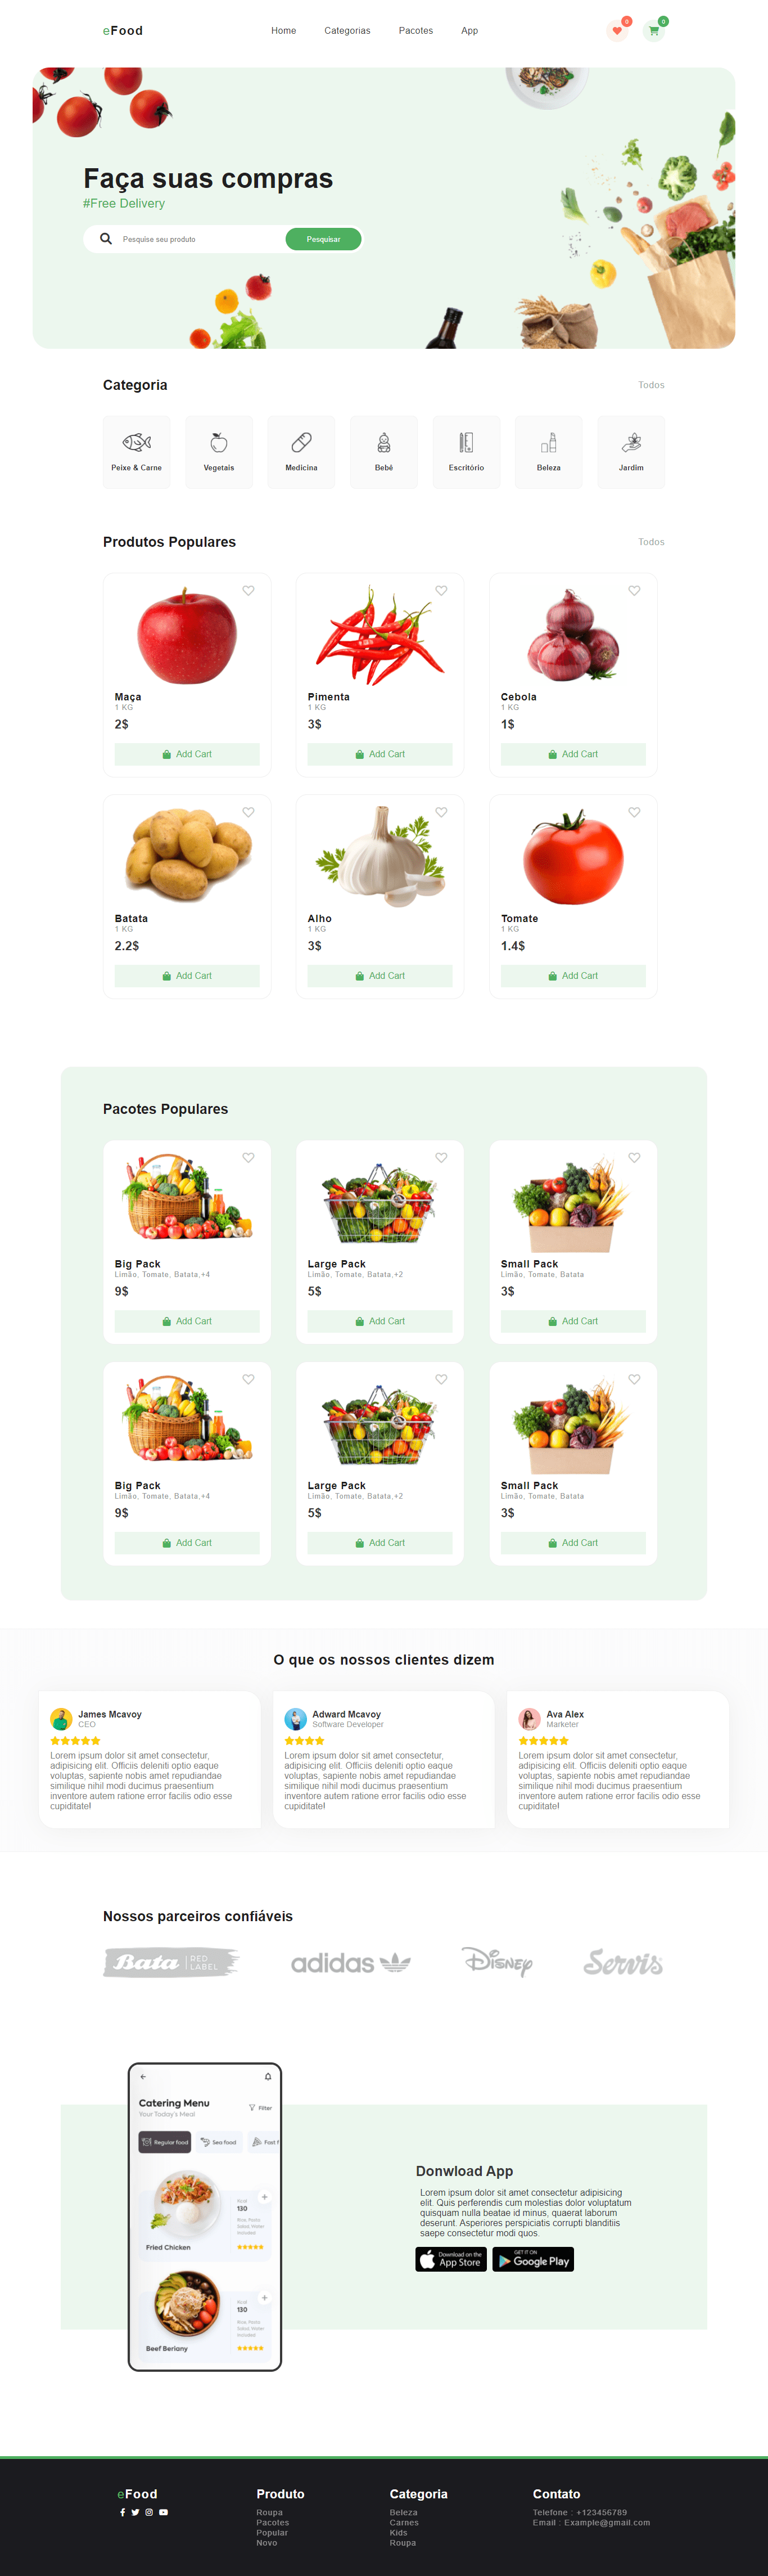 eFood
Home Categorias Pacotes App
0 0
Faça suas compras
#Free Delivery
Pesquise seu produto
Pesquisar
Categoria
Todos
Peixe & Carne
Vegetais
Medicina
Bebê
Escritório
Beleza
Jardim
Produtos Populares
Todos
Maça
1 KG
2$
Add Cart
Pimenta
1 KG
3$
Add Cart
Cebola
1 KG
1$
Add Cart
Batata
1 KG
2.2$
Add Cart
Alho
1 KG
3$
Add Cart
Tomate
1 KG
1.4$
Add Cart
Pacotes Populares
Big Pack
Limão, Tomate, Batata,+4
9$
Add Cart
Large Pack
Limão, Tomate, Batata,+2
5$
Add Cart
Small Pack
Limão, Tomate, Batata
3$
Add Cart
Big Pack
Limão, Tomate, Batata,+4
9$
Add Cart
Large Pack
Limão, Tomate, Batata,+2
5$
Add Cart
Small Pack
Limão, Tomate, Batata
3$
Add Cart
O que os nossos clientes dizem
James Mcavoy
CEO
Lorem ipsum dolor sit amet consectetur,
adipisicing elit. Officiis deleniti optio eaque
voluptas, sapiente nobis amet repudiandae
similique nihil modi ducimus praesentium
inventore autem ratione error facilis odio esse
cupiditate!
Adward Mcavoy
Software Developer
Lorem ipsum dolor sit amet consectetur,
adipisicing elit. Officiis deleniti optio eaque
voluptas, sapiente nobis amet repudiandae
similique nihil modi ducimus praesentium
inventore autem ratione error facilis odio esse
cupiditate!
Ava Alex
Marketer
Lorem ipsum dolor sit amet consectetur,
adipisicing elit. Officiis deleniti optio eaque
voluptas, sapiente nobis amet repudiandae
similique nihil modi ducimus praesentium
inventore autem ratione error facilis odio esse
cupiditate!
Nossos parceiros confiáveis
Bata RED
LABEL
adidas
Disney
Servis
Catering Menu
Your Today's Meal
Filter
Regular food
Sea food
Fast f
Kcal
130
Rice, Pasta
Salad, Water
Included
Fried Chicken
Kcal
130
Rice, Pasta
Salad, Water
Included
Beef Beriany
Donwload App
Lorem ipsum dolor sit amet consectetur adipisicing
elit. Quis perferendis cum molestias dolor voluptatum
quisquam nulla beatae id minus, quaerat laborum
deserunt. Asperiores perspiciatis corrupti blanditiis
saepe consectetur modi quos.
Download on the
App Store
GET IT ON
Google Play
eFood
Produto
Roupa
Pacotes
Popular
Novo
Categoria
Beleza
Carnes
Kids
Roupa
Contato
Telefone : +123456789
Email : Example@gmail.com